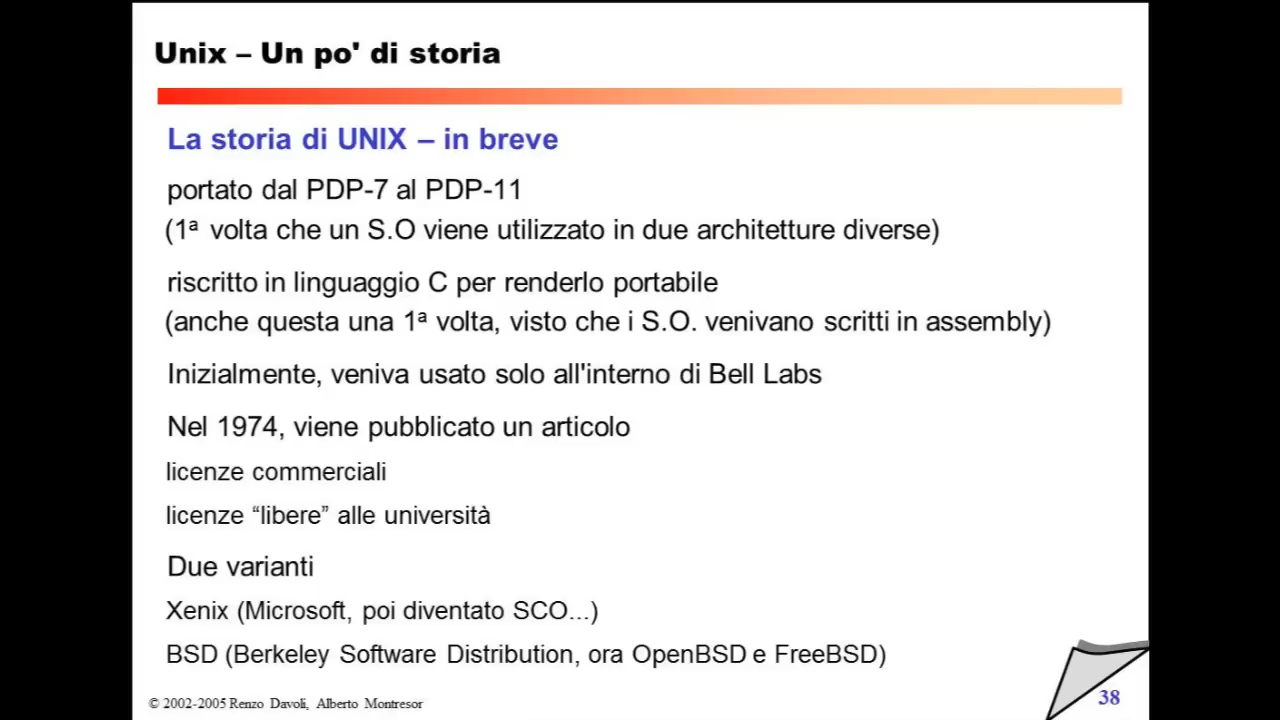 Unix – Un po' di storia
La storia di UNIX – in breve
portato dal PDP-7 al PDP-11
(1ª volta che un S.O viene utilizzato in due architetture diverse)
riscritto in linguaggio C per renderlo portabile
(anche questa una 1ª volta, visto che i S.O. venivano scritti in assembly)
Inizialmente, veniva usato solo all'interno di Bell Labs
Nel 1974, viene pubblicato un articolo
licenze commerciali
licenze “libere” alle università
Due varianti
Xenix (Microsoft, poi diventato SCO...)
BSD (Berkeley Software Distribution, ora OpenBSD e FreeBSD)
© 2002-2005 Renzo Davoli, Alberto Montresor
38